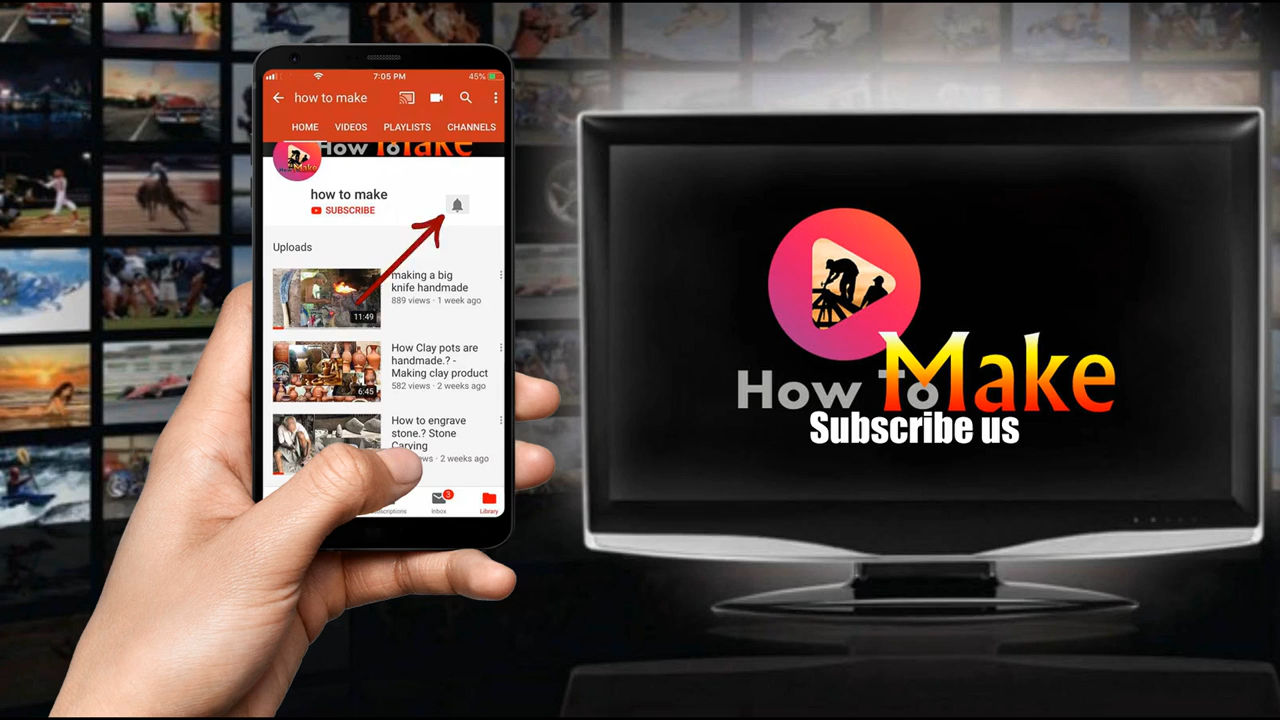 7:05 PM
45%
how to make
HOME VIDEOS PLAYLISTS CHANNELS
How To Make
how to make
SUBSCRIBE
Uploads
making a big
knife handmade
889 views · 1 week ago
11:49
How Clay pots are
handmade.? -
Making clay product
582 views · 2 weeks ago
6:45
How to engrave
stone.? Stone
Carving
2 weeks ago
3
Inbox
Library
How To Make
Subscribe us